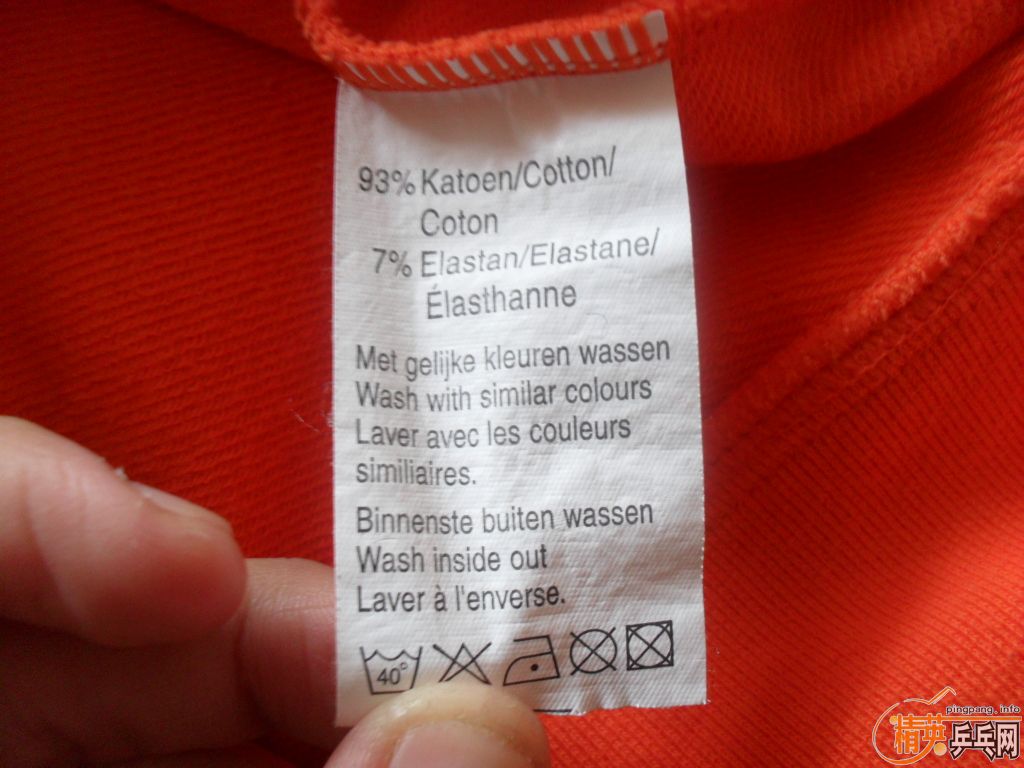 93% Katoen/Cotton/
Coton
7% Elastan/Elastane/
Élasthanne
Met gelijke kleuren wassen
Wash with similar colours
Laver avec les couleurs
similiaires.
Binnenste buiten wassen
Wash inside out
Laver à l'enverse.
40°
pingpang.info
精英乒乓网